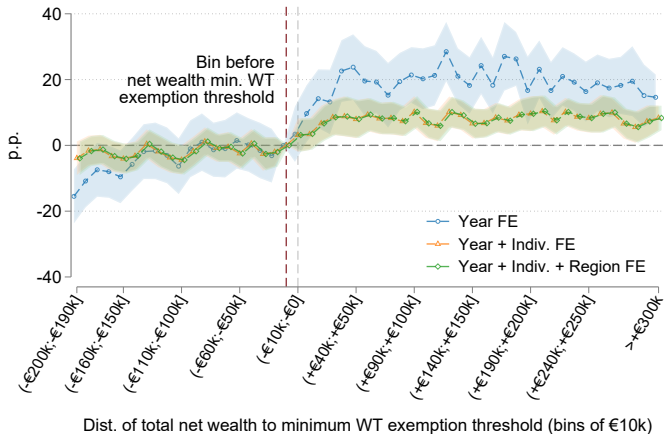 40
20
0
-20
-40
p.p.
Bin before
net wealth min. WT
exemption threshold
Year FE
Year + Indiv. FE
Year + Indiv. + Region FE
(-€200k;-€190k]
(-€160k;-€150k]
(-€110k;-€100k]
(-€60k;-€50k]
(-€10k;-€0]
(+€40k;+€50k]
(+€90k;+€100k]
(+€140k;+€150k]
(+€190k;+€200k]
(+€240k;+€250k]
>+€300k
Dist. of total net wealth to minimum WT exemption threshold (bins of €10k)